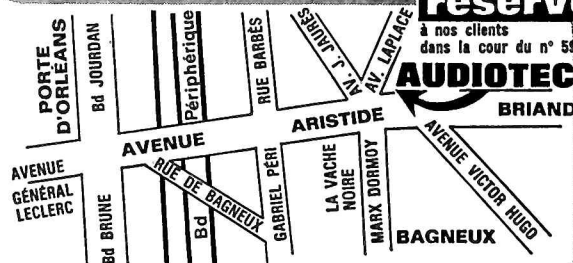 réserve
à nos clients
dans la cour du n° 59
AUDIOTEC
PORTE
D'ORLÉANS
Bd JOURDAN
Périphérique
RUE BARBÈS
AV. J. JAURÈS
AV. LAPLACE
AVENUE
ARISTIDE
BRIAND
AVENUE
GÉNÉRAL
LECLERC
Bd BRUNE
RUE DE BAGNEUX
Bd
GABRIEL PÉRI
LA VACHE
NOIRE
MARX DORMOY
AVENUE VICTOR HUGO
BAGNEUX